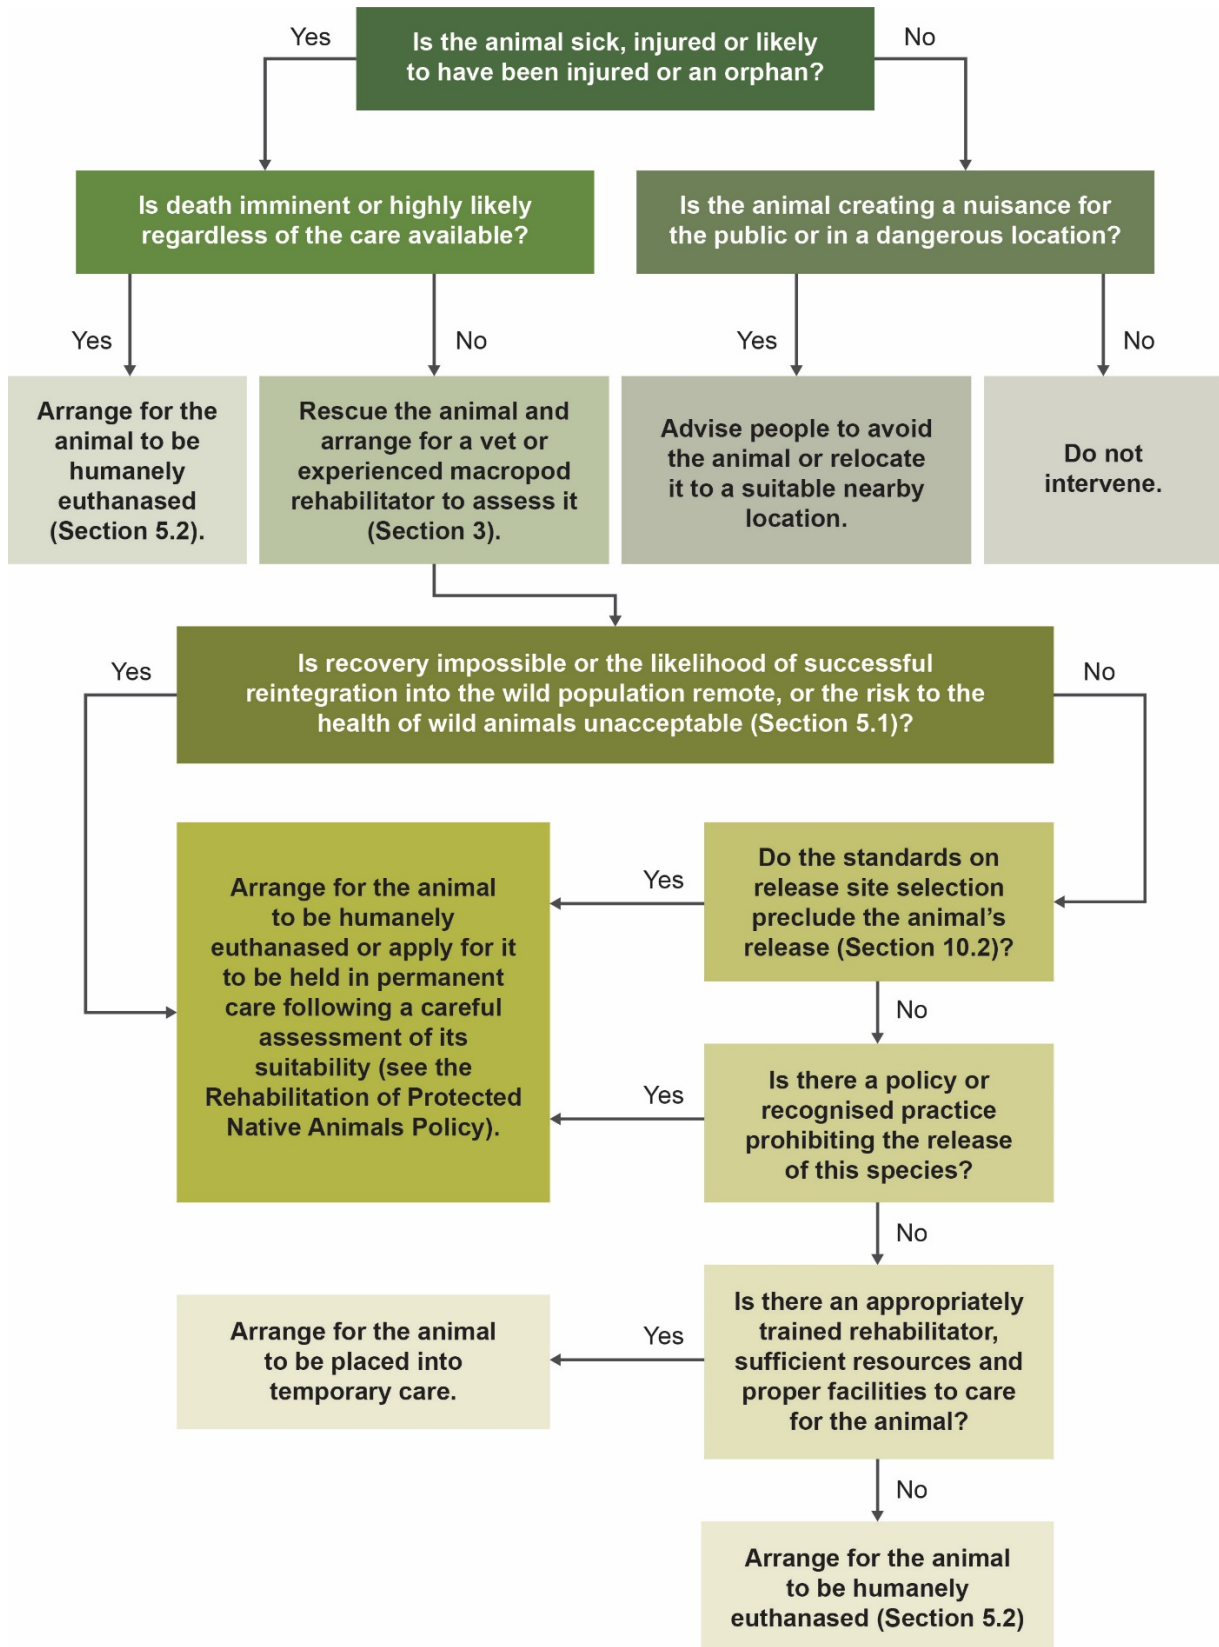 Yes
Is the animal sick, injured or likely
to have been injured or an orphan?
No
Is death imminent or highly likely
regardless of the care available?
Is the animal creating a nuisance for
the public or in a dangerous location?
Yes
No
Yes
No
Arrange for the
animal to be
humanely
euthanased
(Section 5.2).
Rescue the animal and
arrange for a vet or
experienced macropod
rehabilitator to assess it
(Section 3).
Advise people to avoid
the animal or relocate
it to a suitable nearby
location.
Do not
intervene.
Yes
Is recovery impossible or the likelihood of successful
reintegration into the wild population remote, or the risk to the
health of wild animals unacceptable (Section 5.1)?
No
Arrange for the animal
to be humanely
euthanased or apply for it
to be held in permanent
care following a careful
assessment of its
suitability (see the
Rehabilitation of Protected
Native Animals Policy).
Yes
Do the standards on
release site selection
preclude the animal’s
release (Section 10.2)?
No
Yes
Is there a policy or
recognised practice
prohibiting the release
of this species?
No
Arrange for the animal
to be placed into
temporary care.
Yes
Is there an appropriately
trained rehabilitator,
sufficient resources and
proper facilities to care
for the animal?
No
Arrange for the animal
to be humanely
euthanased (Section 5.2)